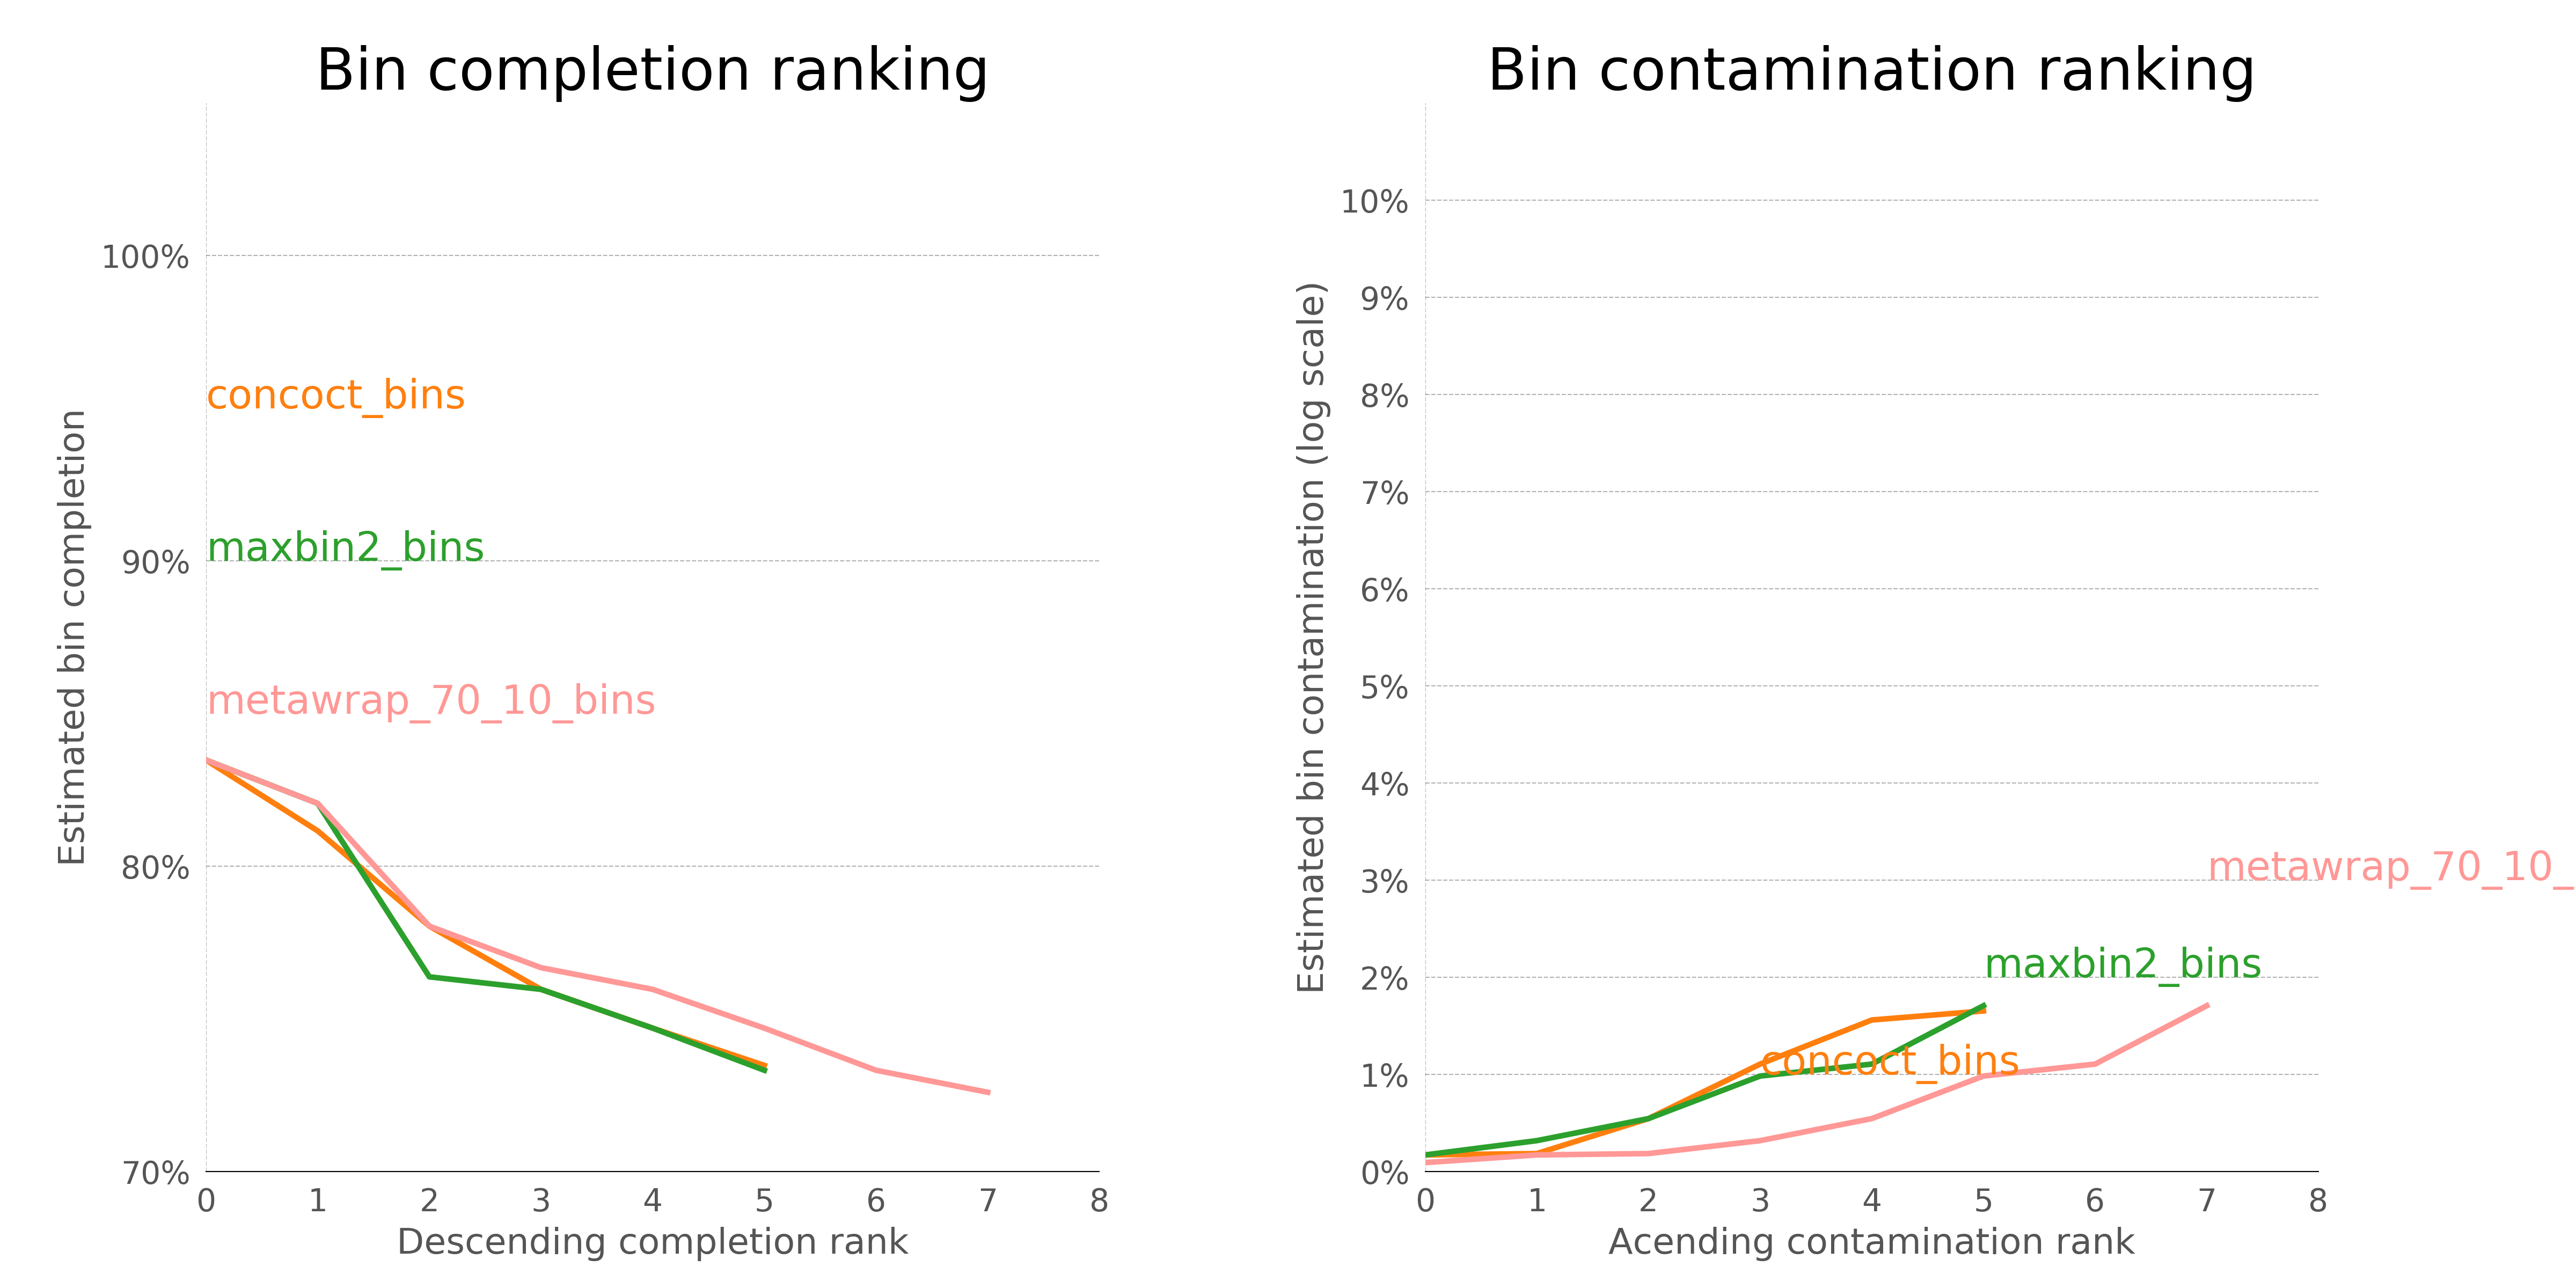 Bin completion ranking
Estimated bin completion
100%
90%
80%
70%
concoct_bins
maxbin2_bins
metawrap_70_10_bins
0 1 2 3 4 5 6 7 8
Descending completion rank
Bin contamination ranking
Estimated bin contamination (log scale)
10%
9%
8%
7%
6%
5%
4%
3%
2%
1%
0%
metawrap_70_10_
maxbin2_bins
concoct_bins
0 1 2 3 4 5 6 7 8
Acending contamination rank